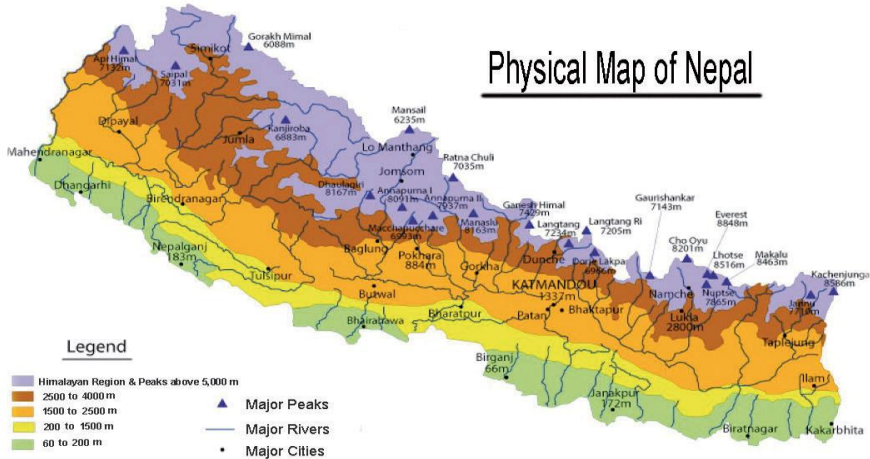 Physical Map of Nepal
Gorakh Mimal
6088m
Simikot
Api Himal
7132m
Saipal
7031m
Mansail
6235m
Kanjiroba
6883m
Dipayal
Jumla
Lo Manthang
Ratna Chuli
7035m
Mahendranagar
Jomsom
Dhangarhi
Dhaulagiri
8167m
Annapurna I
8091m
Annapurna II
7937m
Ganesh Himal
7429m
Gaurishankar
7143m
Birendranagar
Macchapucchare
6993m
Manaslu
8163m
Langtang
7234m
Langtang Ri
7205m
Everest
8848m
Cho Oyu
8201m
Lhotse
8516m
Makalu
8463m
Nepalganj
183m
Baglung
Pokhara
884m
Dunche
Dorje Lakpa
6966m
Kachenjunga
8586m
Tulsipur
Gorkha
Namche
Nuptse
7865m
Jannu
7710m
Butwal
KATMANDOU
1337m
Bharatpur
Patan
Bhaktapur
Lukla
2800m
Bhairahawa
Taplejung
Birganj
66m
Ilam
Janakpur
172m
Biratnagar
Kakarbhita
Legend
Himalayan Region & Peaks above 5,000 m
2500 to 4000 m
1500 to 2500 m
200 to 1500 m
60 to 200 m
Major Peaks
Major Rivers
Major Cities